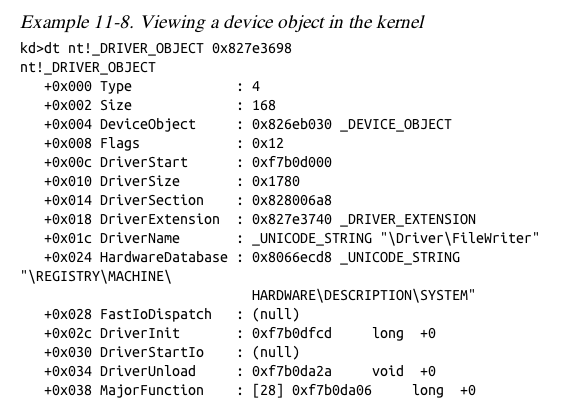 Example 11-8. Viewing a device object in the kernel
kd>dt nt!_DRIVER_OBJECT 0x827e3698
nt!_DRIVER_OBJECT
   +0x000 Type             : 4
   +0x002 Size             : 168
   +0x004 DeviceObject     : 0x826eb030 _DEVICE_OBJECT
   +0x008 Flags            : 0x12
   +0x00c DriverStart      : 0xf7b0d000
   +0x010 DriverSize       : 0x1780
   +0x014 DriverSection    : 0x828006a8
   +0x018 DriverExtension  : 0x827e3740 _DRIVER_EXTENSION
   +0x01c DriverName       : _UNICODE_STRING "\Driver\FileWriter"
   +0x024 HardwareDatabase : 0x8066ecd8 _UNICODE_STRING
"\REGISTRY\MACHINE\
                             HARDWARE\DESCRIPTION\SYSTEM"
   +0x028 FastIoDispatch   : (null)
   +0x02c DriverInit       : 0xf7b0dfcd     long  +0
   +0x030 DriverStartIo    : (null)
   +0x034 DriverUnload     : 0xf7b0da2a     void  +0
   +0x038 MajorFunction    : [28] 0xf7b0da06     long  +0